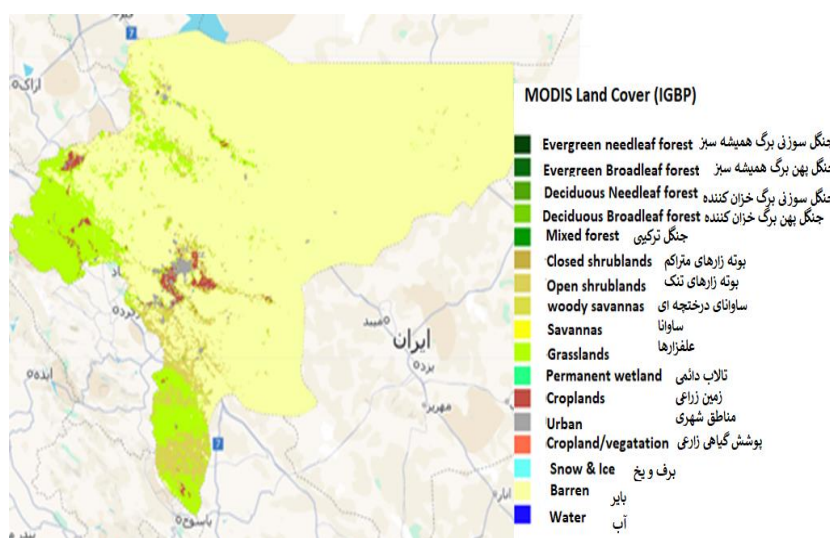 7
اراک
ایران
میبد
یزد
مهریز
ایذه
یاسوج
7
MODIS Land Cover (IGBP)
Evergreen needleaf forest جنگل سوزنی برگ همیشه سبز
Evergreen Broadleaf forest جنگل پهن برگ همیشه سبز
Deciduous Needleaf forest جنگل سوزنی برگ خزان کننده
Deciduous Broadleaf forest جنگل پهن برگ خزان کننده
Mixed forest جنگل ترکیبی
Closed shrublands بوته زارهای متراکم
Open shrublands بوته زارهای تنک
woody savannas ساوانای درختچه ای
Savannas ساوانا
Grasslands علفزارها
Permanent wetland تالاب دائمی
Croplands زمین زراعی
Urban مناطق شهری
Cropland/vegatation پوشش گیاهی زارعی
Snow & Ice برف و یخ
Barren بایر
Water آب